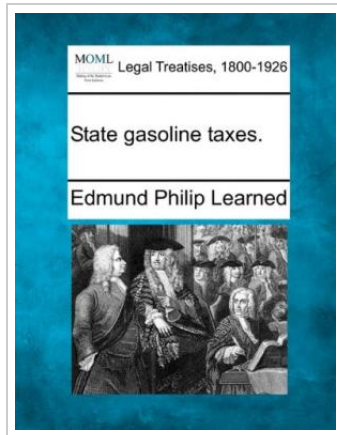 MOML
Legal Treatises, 1800-1926
State gasoline taxes.
Edmund Philip Learned